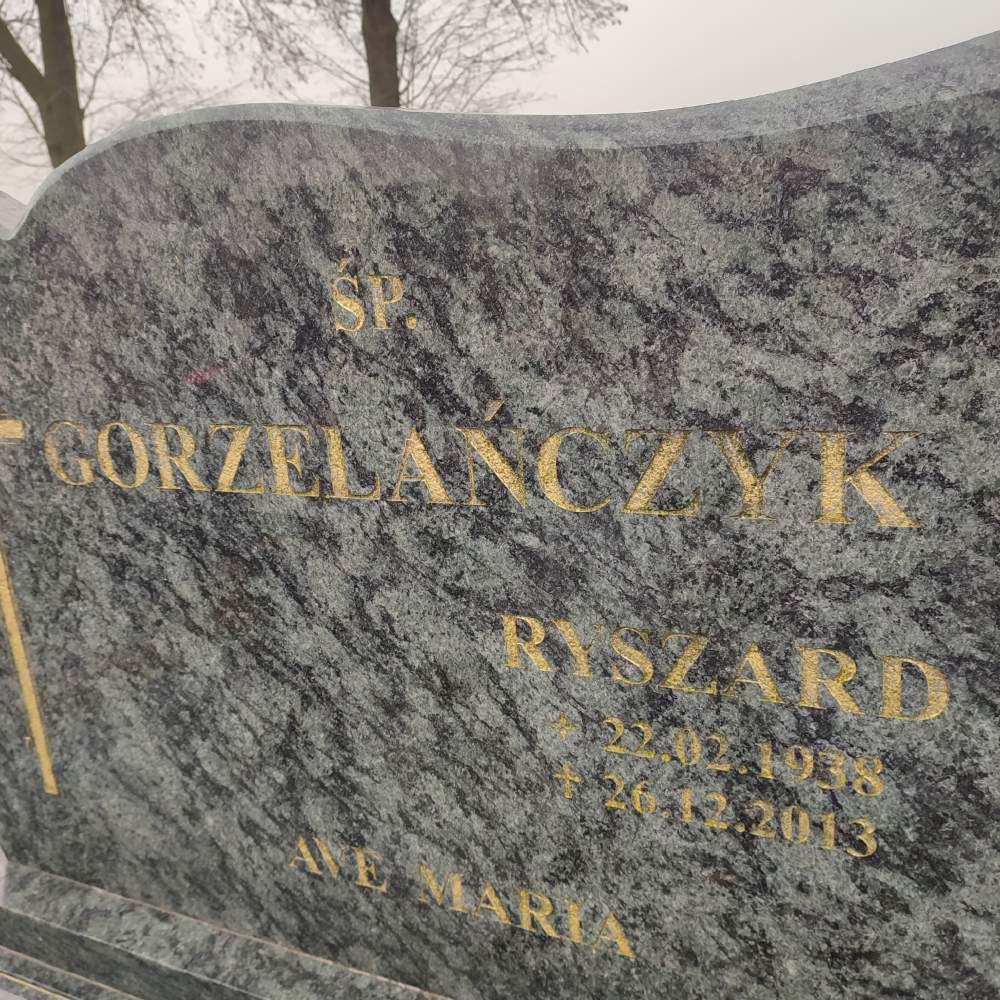 ŚP.
GORZELAŃCZYK
RYSZARD
* 22.02.1938
† 26.12.2013
AVE MARIA